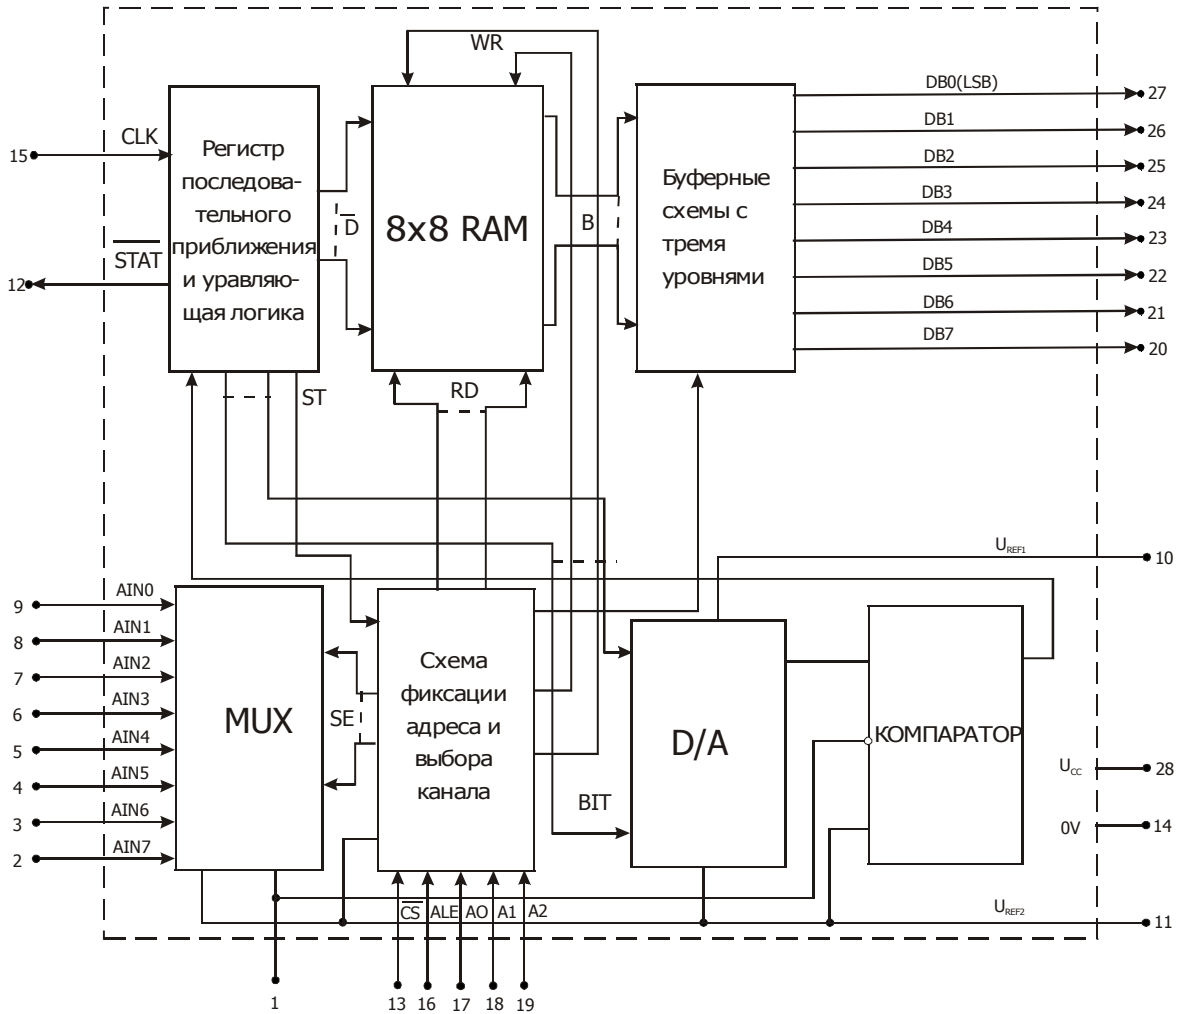 WR
DB0(LSB)
27
DB1
26
CLK
15
Регистр
последова-
тельного
приближения
и уравляю-
щая логика
D
8x8 RAM
B
Буферные
схемы с
тремя
уровнями
DB2
25
DB3
24
DB4
23
STAT
12
DB5
22
DB6
21
DB7
20
ST
RD
U REF1
10
AIN0
9
AIN1
8
AIN2
7
AIN3
6
AIN4
5
AIN5
4
AIN6
3
AIN7
2
MUX
SE
Схема
фиксации
адреса и
выбора
канала
D/A
КОМПАРАТОР
BIT
U CC
28
0V
14
CS ALE AO A1 A2
U REF2
11
1
13 16 17 18 19